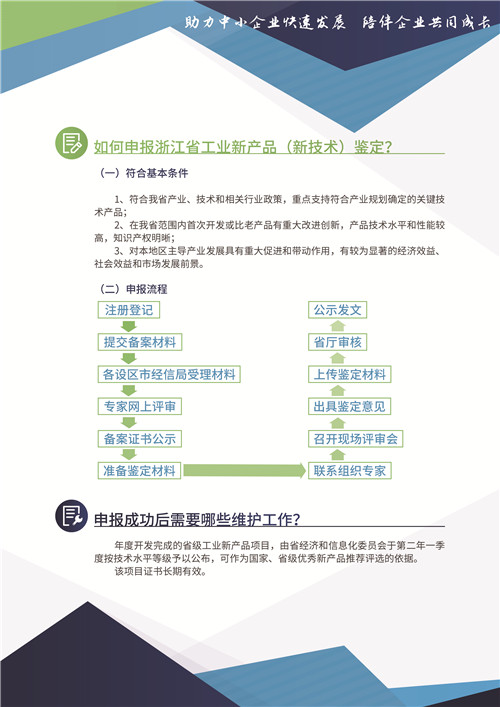 助力中小企业快速发展 陪伴企业共同成长
如何申报浙江省工业新产品（新技术）鉴定？
（一）符合基本条件
1、符合我省产业、技术和相关行业政策，重点支持符合产业规划确定的关键技
术产品；
2、在我省范围内首次开发或比老产品有重大改进创新，产品技术水平和性能较
高，知识产权明晰；
3、对本地区主导产业发展具有重大促进和带动作用，有较为显著的经济效益、
社会效益和市场发展前景。
（二）申报流程
注册登记
提交备案材料
各设区市经信局受理材料
专家网上评审
备案证书公示
准备鉴定材料
联系组织专家
召开现场评审会
出具鉴定意见
上传鉴定材料
省厅审核
公示发文
申报成功后需要哪些维护工作？
年度开发完成的省级工业新产品项目，由省经济和信息化委员会于第二年一季
度按技术水平等级予以公布，可作为国家、省级优秀新产品推荐评选的依据。
该项目证书长期有效。